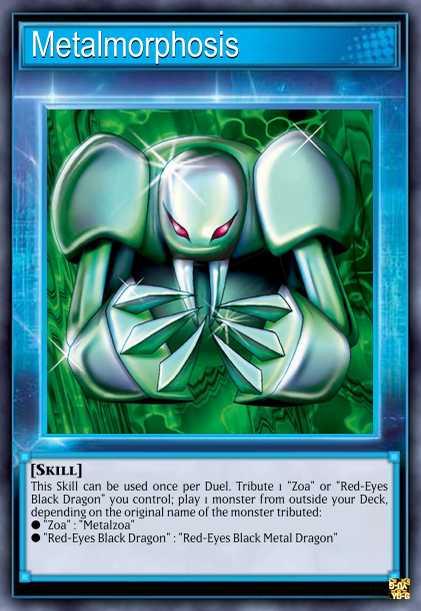 Metalmorphosis
[SKILL]
This Skill can be used once per Duel. Tribute 1 "Zoa" or "Red-Eyes
Black Dragon" you control; play 1 monster from outside your Deck,
depending on the original name of the monster tributed:
● "Zoa" : "Metalzoa"
● "Red-Eyes Black Dragon" : "Red-Eyes Black Metal Dragon"